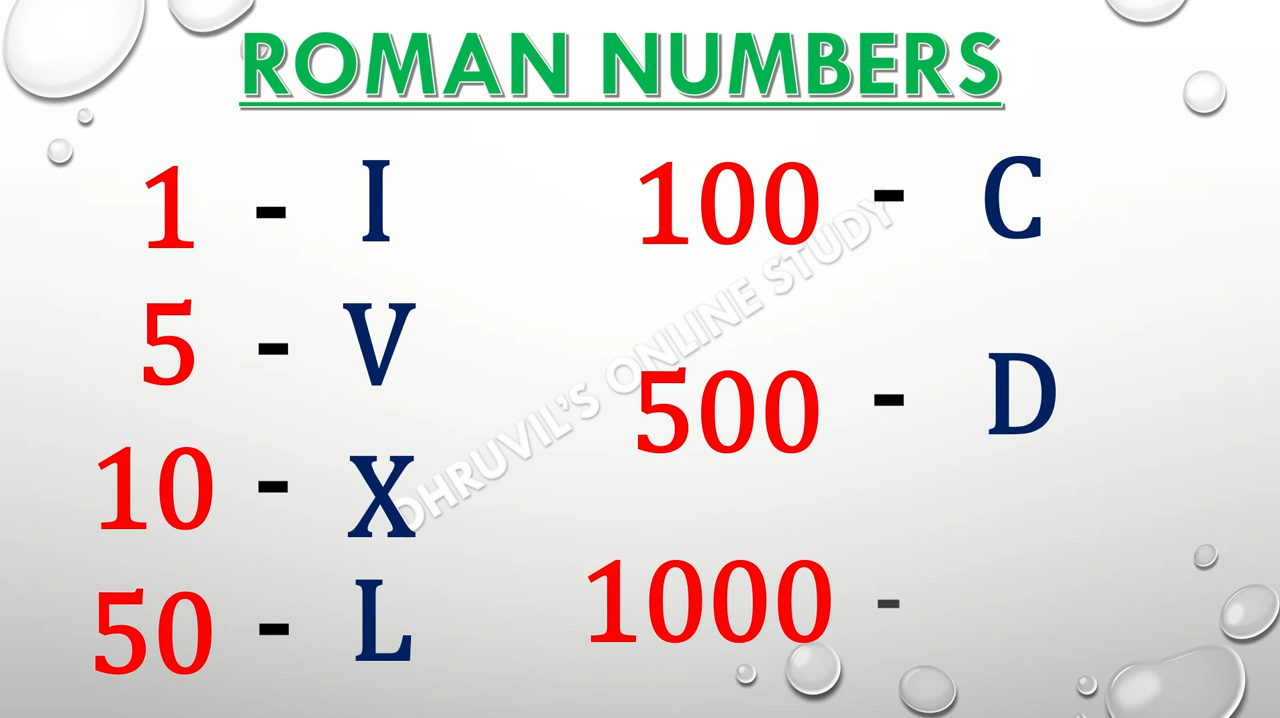 ROMAN NUMBERS
1 - I
5 - V
10 - X
50 - L
100 - C
500 - D
1000 -
DHRUVIL'S ONLINE STUDY